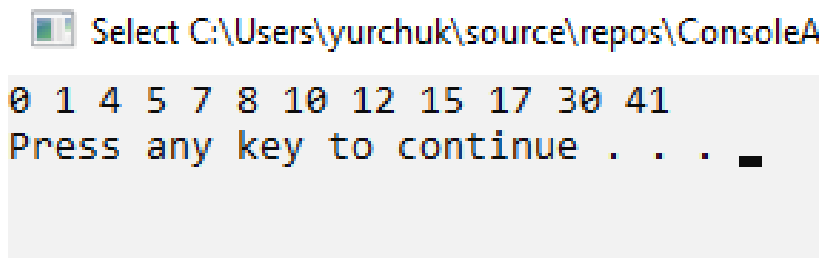 Select C:\Users\yurchuk\source\repos\ConsoleA
0 1 4 5 7 8 10 12 15 17 30 41
Press any key to continue . . .